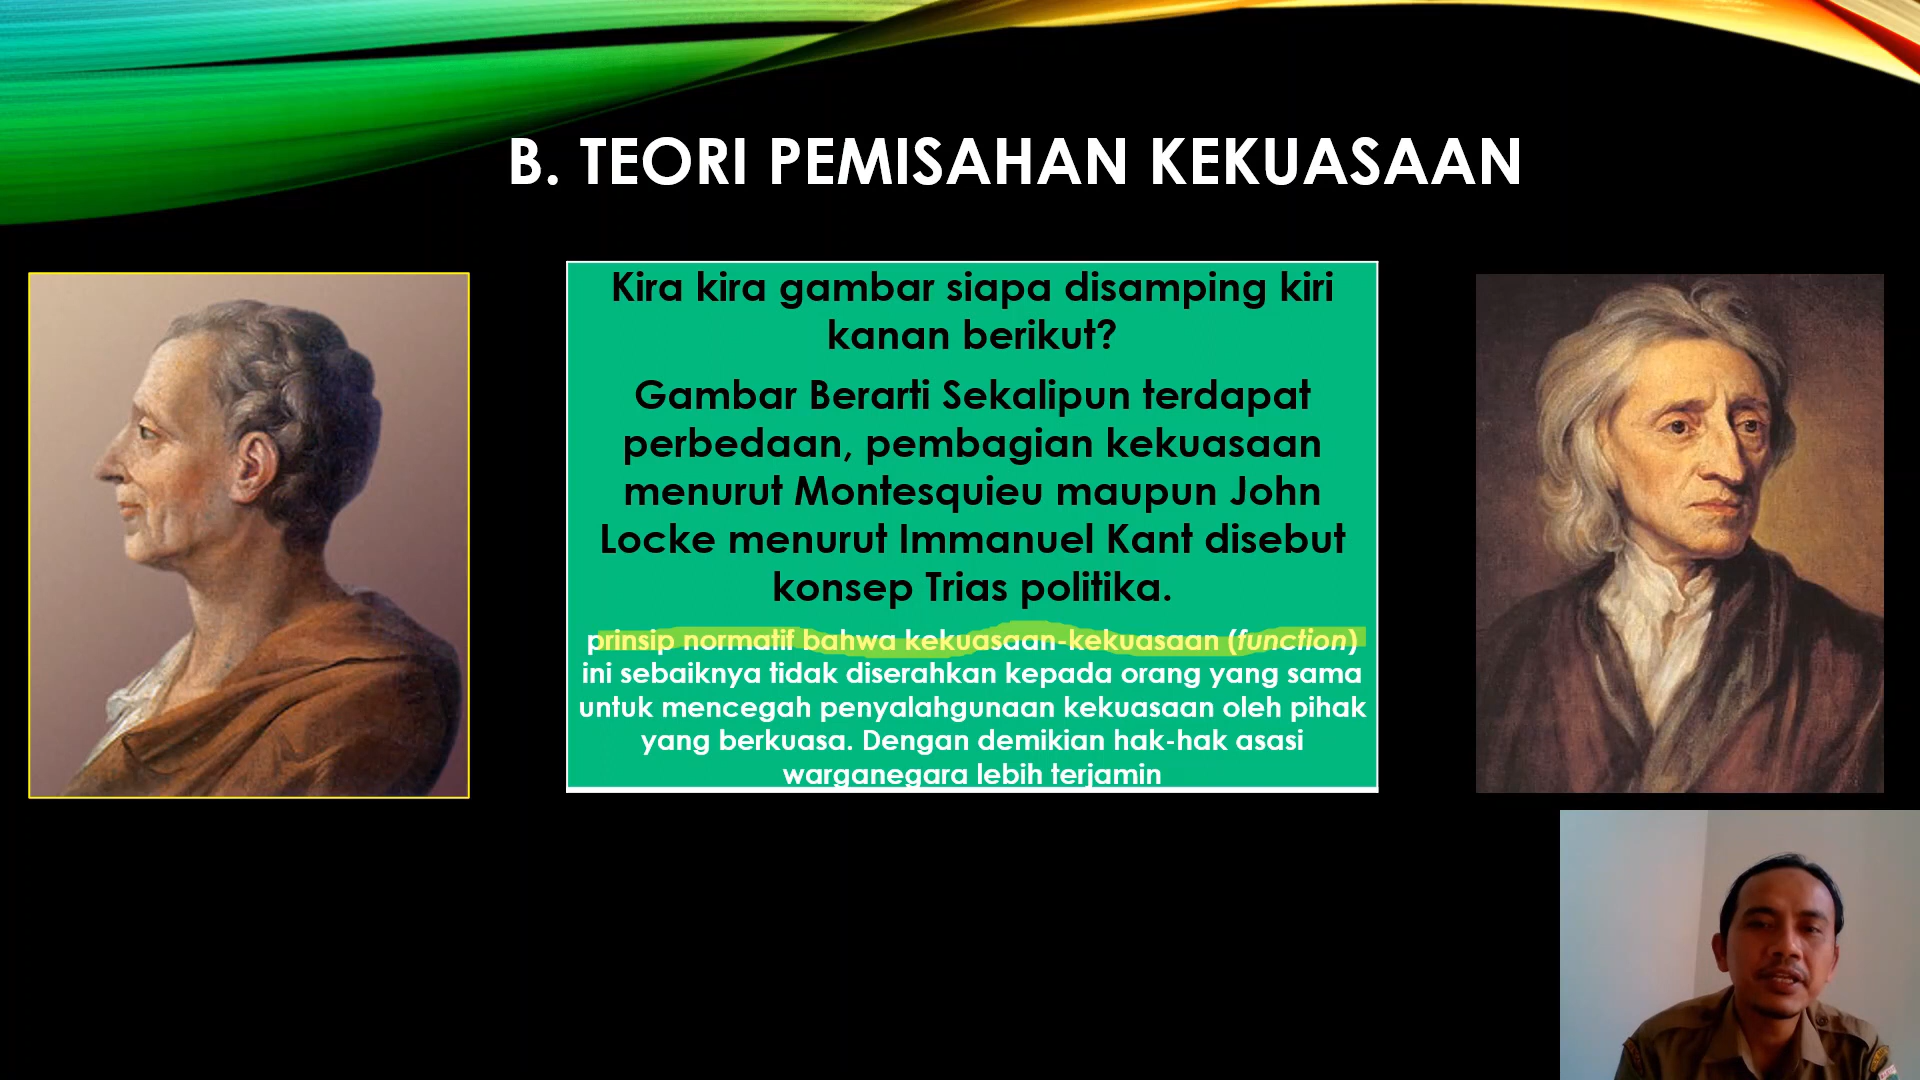 B. TEORI PEMISAHAN KEKUASAAN
Kira kira gambar siapa disamping kiri
kanan berikut?
Gambar Berarti Sekalipun terdapat
perbedaan, pembagian kekuasaan
menurut Montesquieu maupun John
Locke menurut Immanuel Kant disebut
konsep Trias politika.
prinsip normatif bahwa kekuasaan-kekuasaan (function)
ini sebaiknya tidak diserahkan kepada orang yang sama
untuk mencegah penyalahgunaan kekuasaan oleh pihak
yang berkuasa. Dengan demikian hak-hak asasi
warganegara lebih terjamin